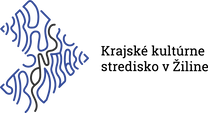 Krajské kultúrne
stredisko v Žiline